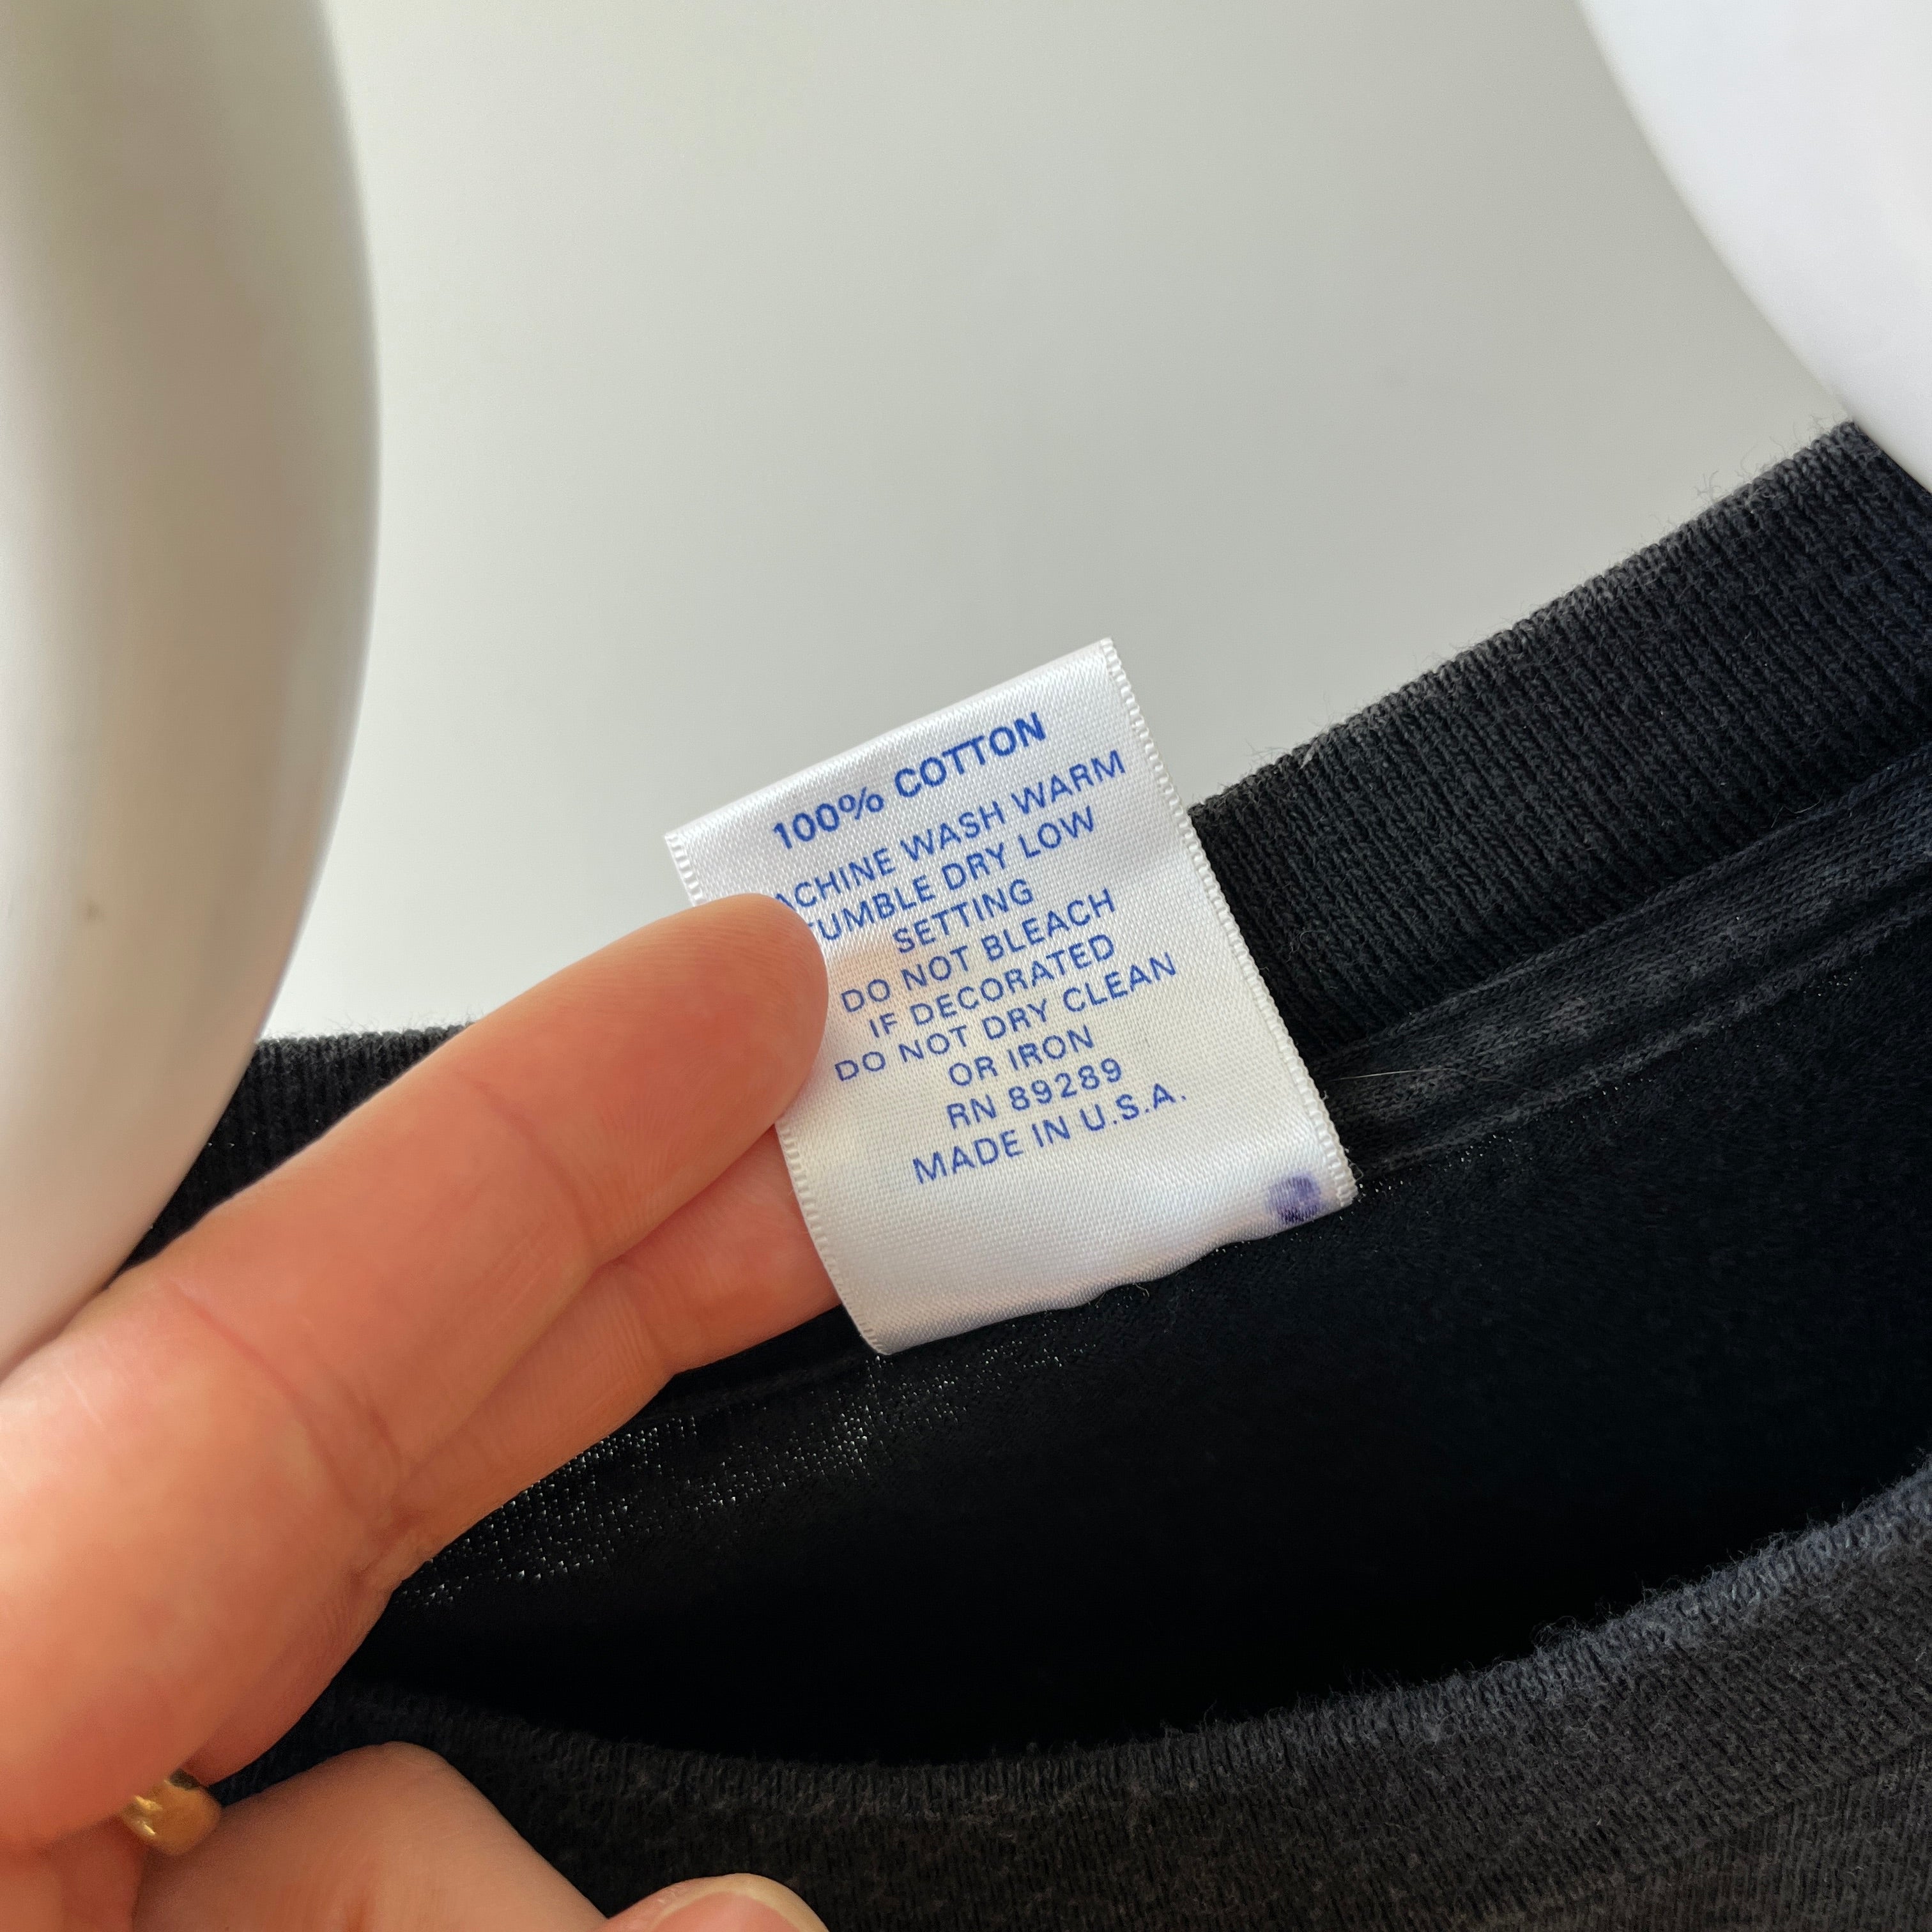 100% COTTON
MACHINE WASH WARM
TUMBLE DRY LOW
SETTING
DO NOT BLEACH
IF DECORATED
DO NOT DRY CLEAN
OR IRON
RN 89289
MADE IN U.S.A.